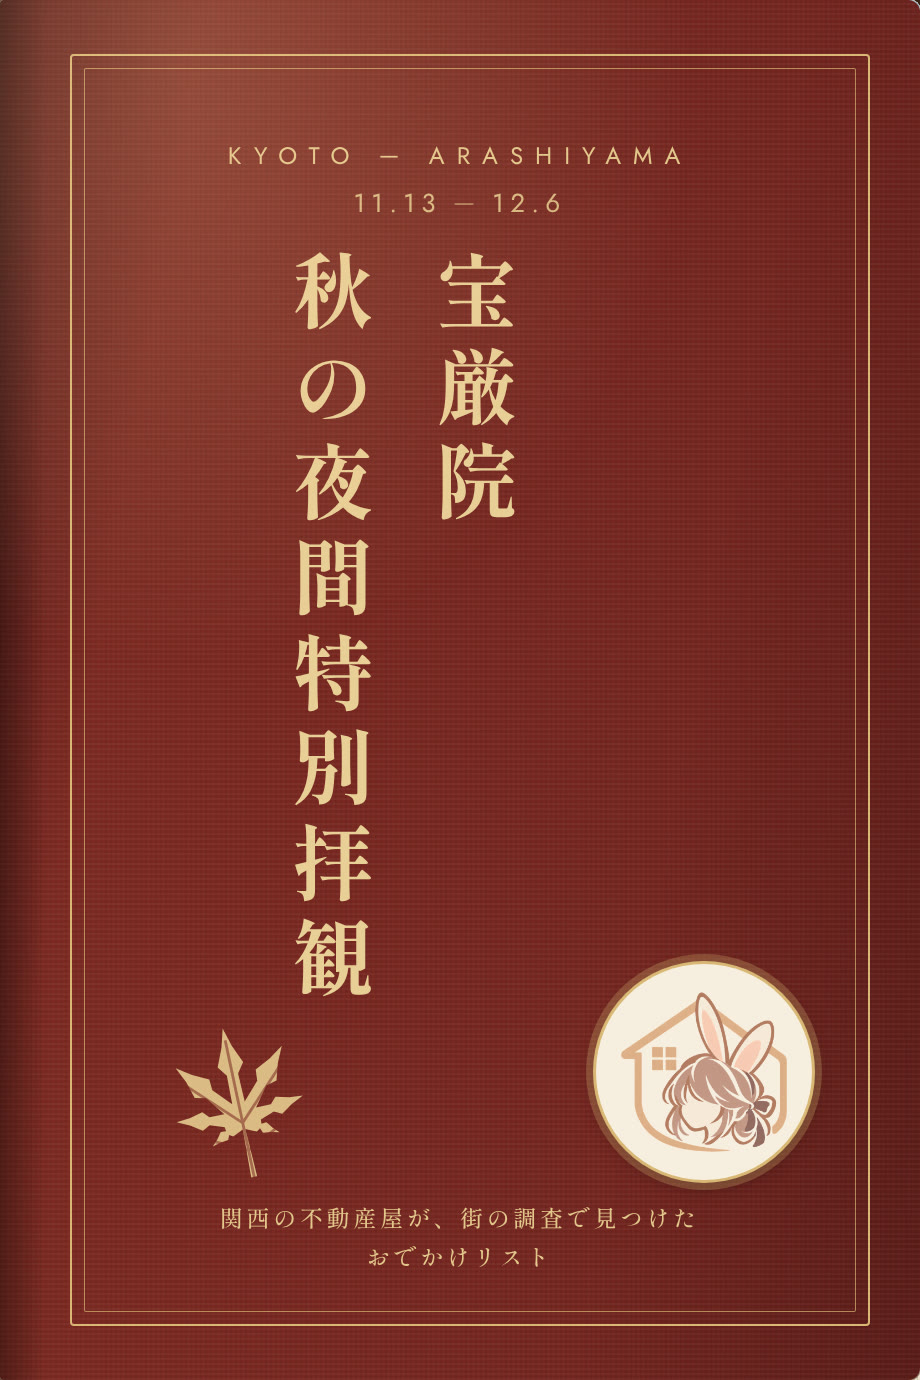 KYOTO — ARASHIYAMA
11.13 — 12.6
宝厳院
秋の夜間特別拝観
関西の不動産屋が、街の調査で見つけた
おでかけリスト